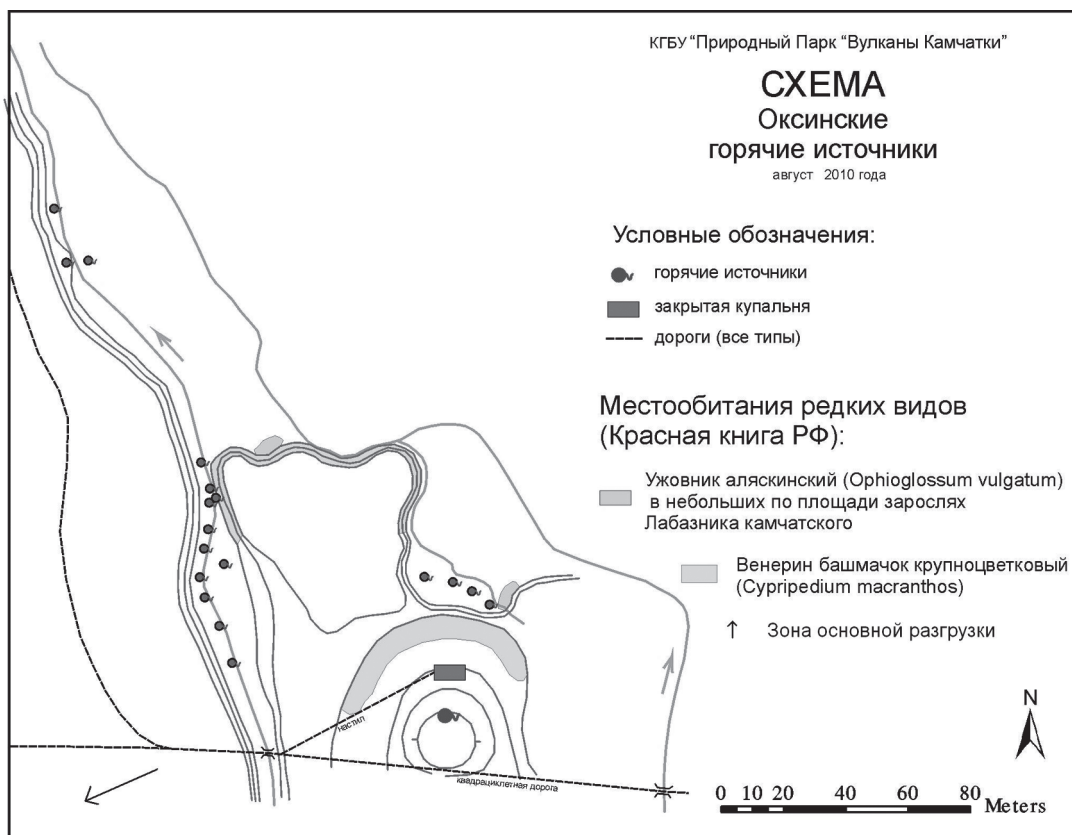 КГБУ “Природный Парк “Вулканы Камчатки”
СХЕМА
Оксинские
горячие источники
август 2010 года
Условные обозначения:
горячие источники
закрытая купальня
дороги (все типы)
Местообитания редких видов
(Красная книга РФ):
Ужовник аляскинский (Ophioglossum vulgatum)
в небольших по площади зарослях
Лабазника камчатского
Венерин башмачок крупноцветковый
(Cypripedium macranthos)
Зона основной разгрузки
настил
квадрациклетная дорога
N
0 10 20 40 60 80
Meters